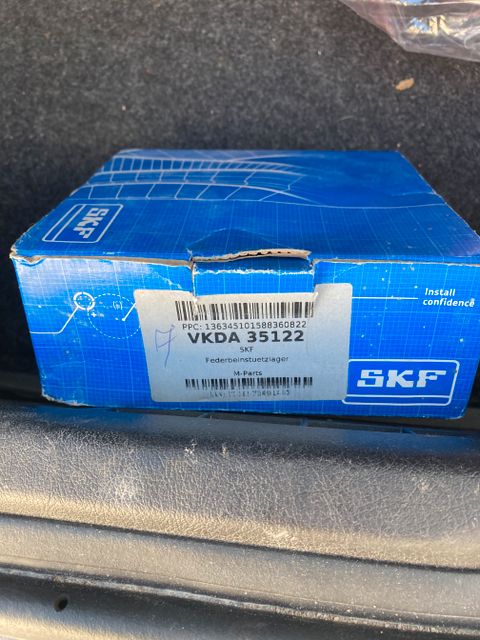 SKF
Install
confidence
PPC: 136345101588360822
VKDA 35122
SKF
Federbeinstuetzlager
M-Parts
SKF